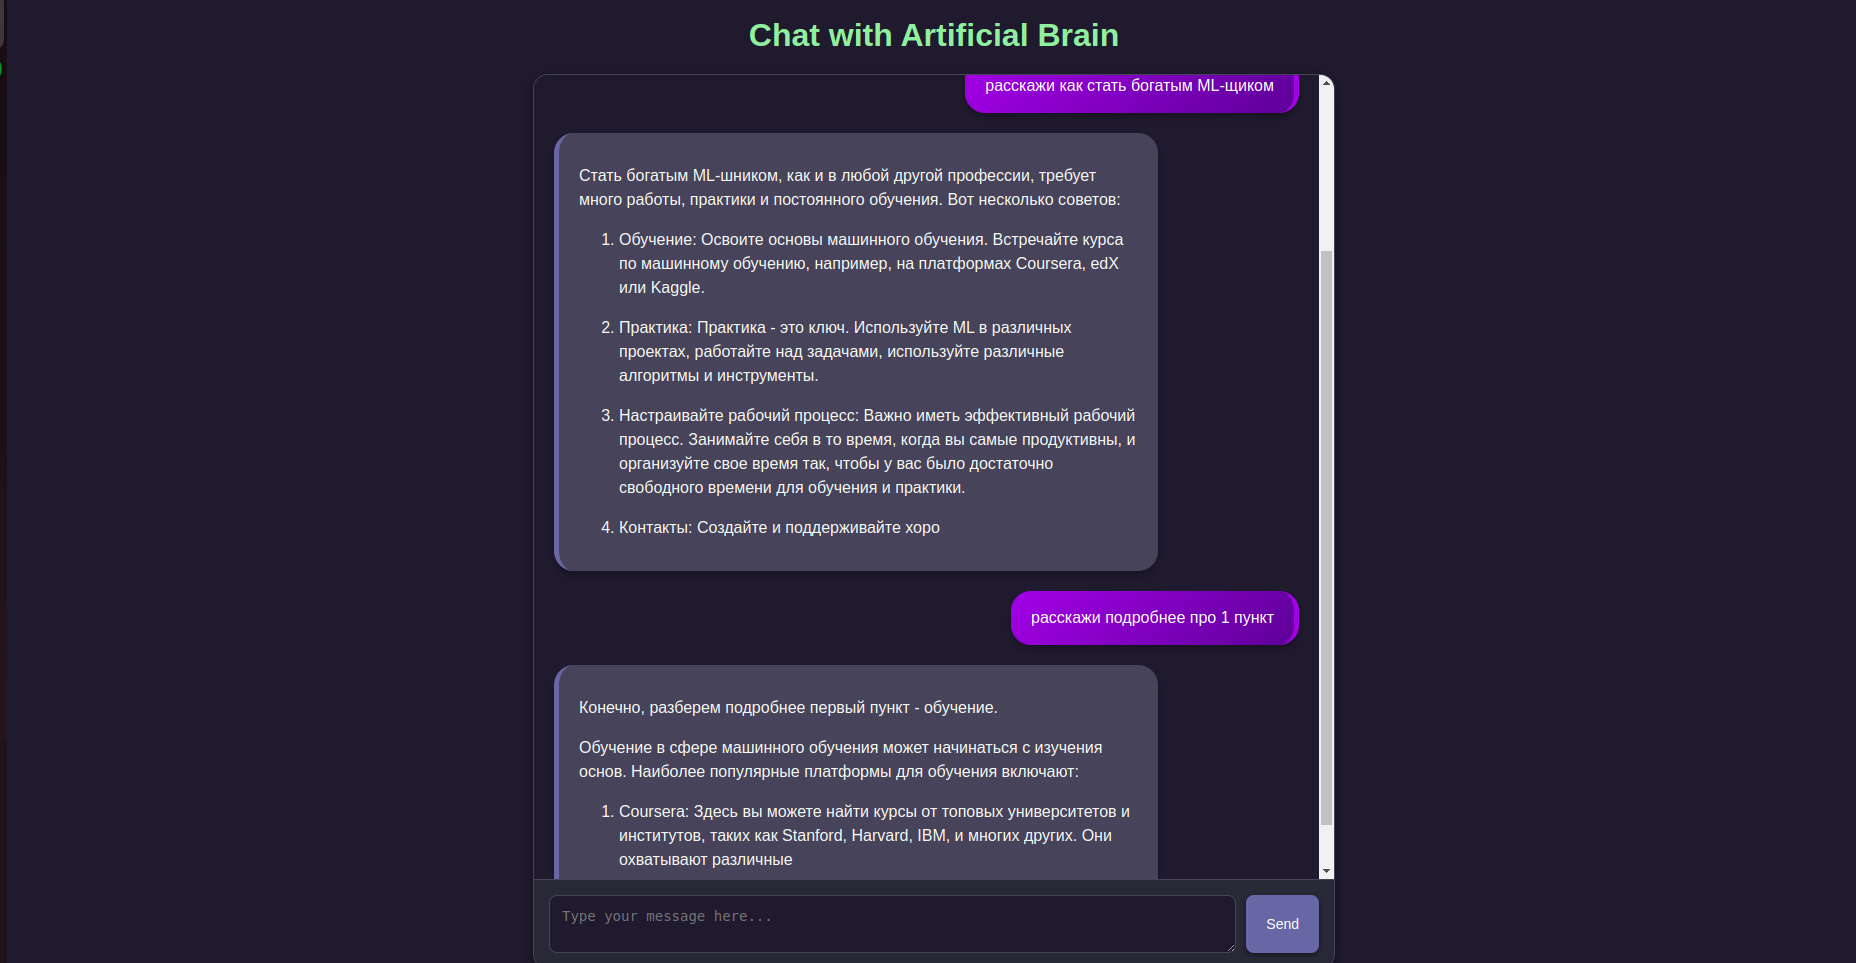 Chat with Artificial Brain
расскажи как стать богатым ML-щиком
Стать богатым ML-шником, как и в любой другой профессии, требует
много работы, практики и постоянного обучения. Вот несколько советов:
1. Обучение: Освоите основы машинного обучения. Встречайте курса
по машинному обучению, например, на платформах Coursera, edX
или Kaggle.
2. Практика: Практика - это ключ. Используйте ML в различных
проектах, работайте над задачами, используйте различные
алгоритмы и инструменты.
3. Настраивайте рабочий процесс: Важно иметь эффективный рабочий
процесс. Занимайте себя в то время, когда вы самые продуктивны, и
организуйте свое время так, чтобы у вас было достаточно
свободного времени для обучения и практики.
4. Контакты: Создайте и поддерживайте хоро
расскажи подробнее про 1 пункт
Конечно, разберем подробнее первый пункт - обучение.
Обучение в сфере машинного обучения может начинаться с изучения
основ. Наиболее популярные платформы для обучения включают:
1. Coursera: Здесь вы можете найти курсы от топовых университетов и
институтов, таких как Stanford, Harvard, IBM, и многих других. Они
охватывают различные
Type your message here...
Send